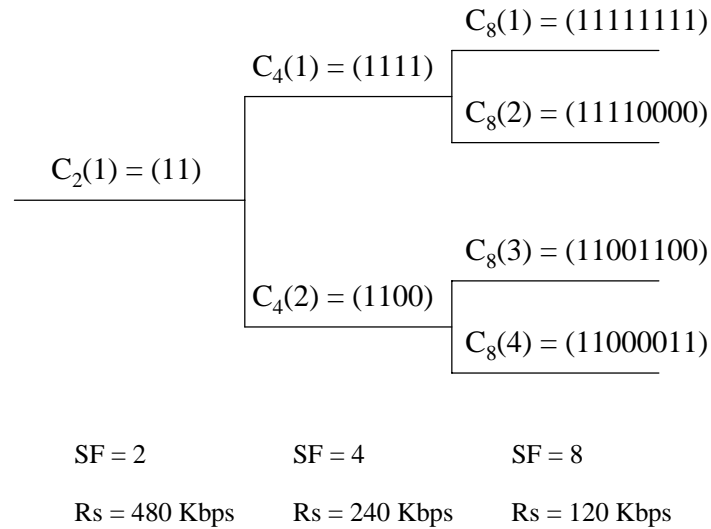 C₈(1) = (11111111)
C₄(1) = (1111)
C₈(2) = (11110000)
C₂(1) = (11)
C₈(3) = (11001100)
C₄(2) = (1100)
C₈(4) = (11000011)
SF = 2 SF = 4 SF = 8
Rs = 480 Kbps Rs = 240 Kbps Rs = 120 Kbps